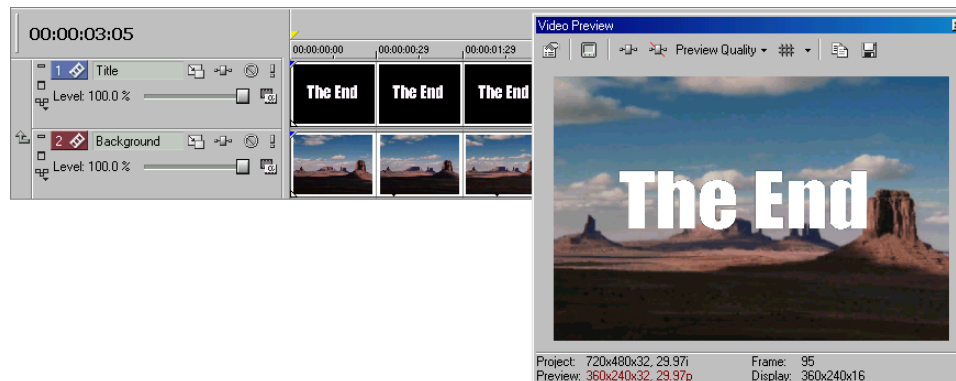 00:00:03:05
00:00:00:00 00:00:00:29 00:00:01:29
1 Title
Level: 100.0 %
The End The End The End
2 Background
Level: 100.0 %
Video Preview
Preview Quality
The End
Project: 720x480x32, 29.97i Frame: 95
Preview: 360x240x32, 29.97p Display: 360x240x16